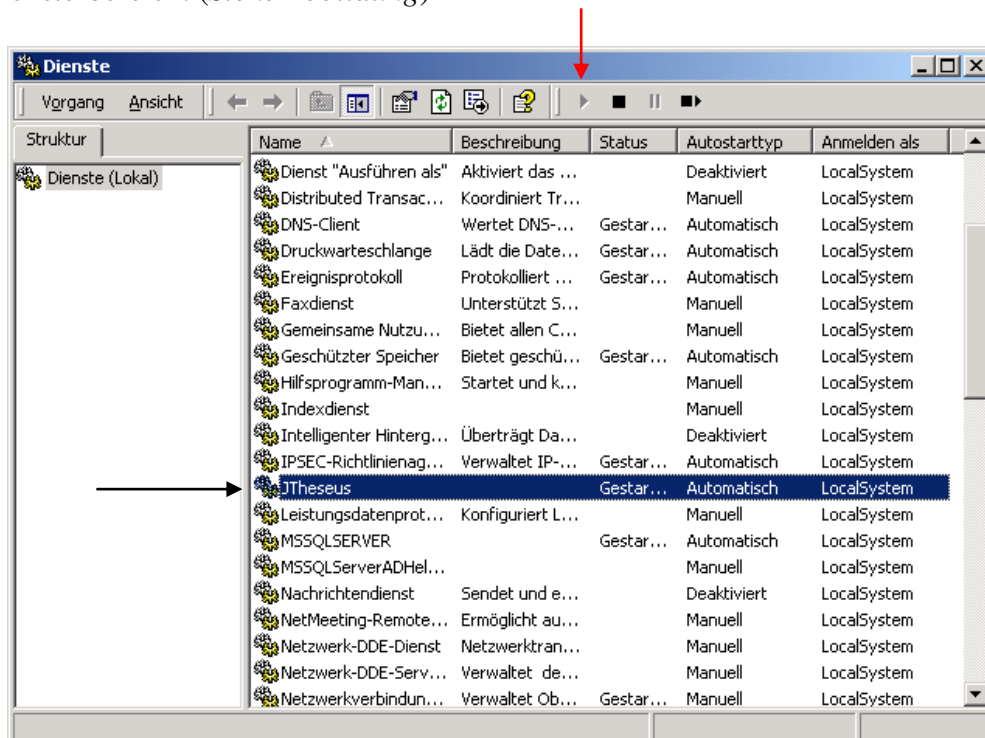 Dienste
Vorgang Ansicht
Struktur
Dienste (Lokal)
Name Beschreibung Status Autostarttyp Anmelden als
Dienst "Ausführen als" Aktiviert das ... Deaktiviert LocalSystem
Distributed Transac... Koordiniert Tr... Manuell LocalSystem
DNS-Client Wertet DNS-... Gestar... Automatisch LocalSystem
Druckwarteschlange Lädt die Date... Gestar... Automatisch LocalSystem
Ereignisprotokoll Protokolliert ... Gestar... Automatisch LocalSystem
Faxdienst Unterstützt S... Manuell LocalSystem
Gemeinsame Nutzu... Bietet allen C... Manuell LocalSystem
Geschützter Speicher Bietet geschü... Gestar... Automatisch LocalSystem
Hilfsprogramm-Man... Startet und k... Manuell LocalSystem
Indexdienst Manuell LocalSystem
Intelligenter Hinterg... Überträgt Da... Deaktiviert LocalSystem
IPSEC-Richtlinienag... Verwaltet IP-... Gestar... Automatisch LocalSystem
JTheseus Gestar... Automatisch LocalSystem
Leistungsdatenprot... Konfiguriert L... Manuell LocalSystem
MSSQLSERVER Gestar... Automatisch LocalSystem
MSSQLServerADHel... Manuell LocalSystem
Nachrichtendienst Sendet und e... Deaktiviert LocalSystem
NetMeeting-Remote... Ermöglicht au... Manuell LocalSystem
Netzwerk-DDE-Dienst Netzwerktran... Manuell LocalSystem
Netzwerk-DDE-Serv... Verwaltet de... Manuell LocalSystem
Netzwerkverbindun... Verwaltet Ob... Gestar... Manuell LocalSystem